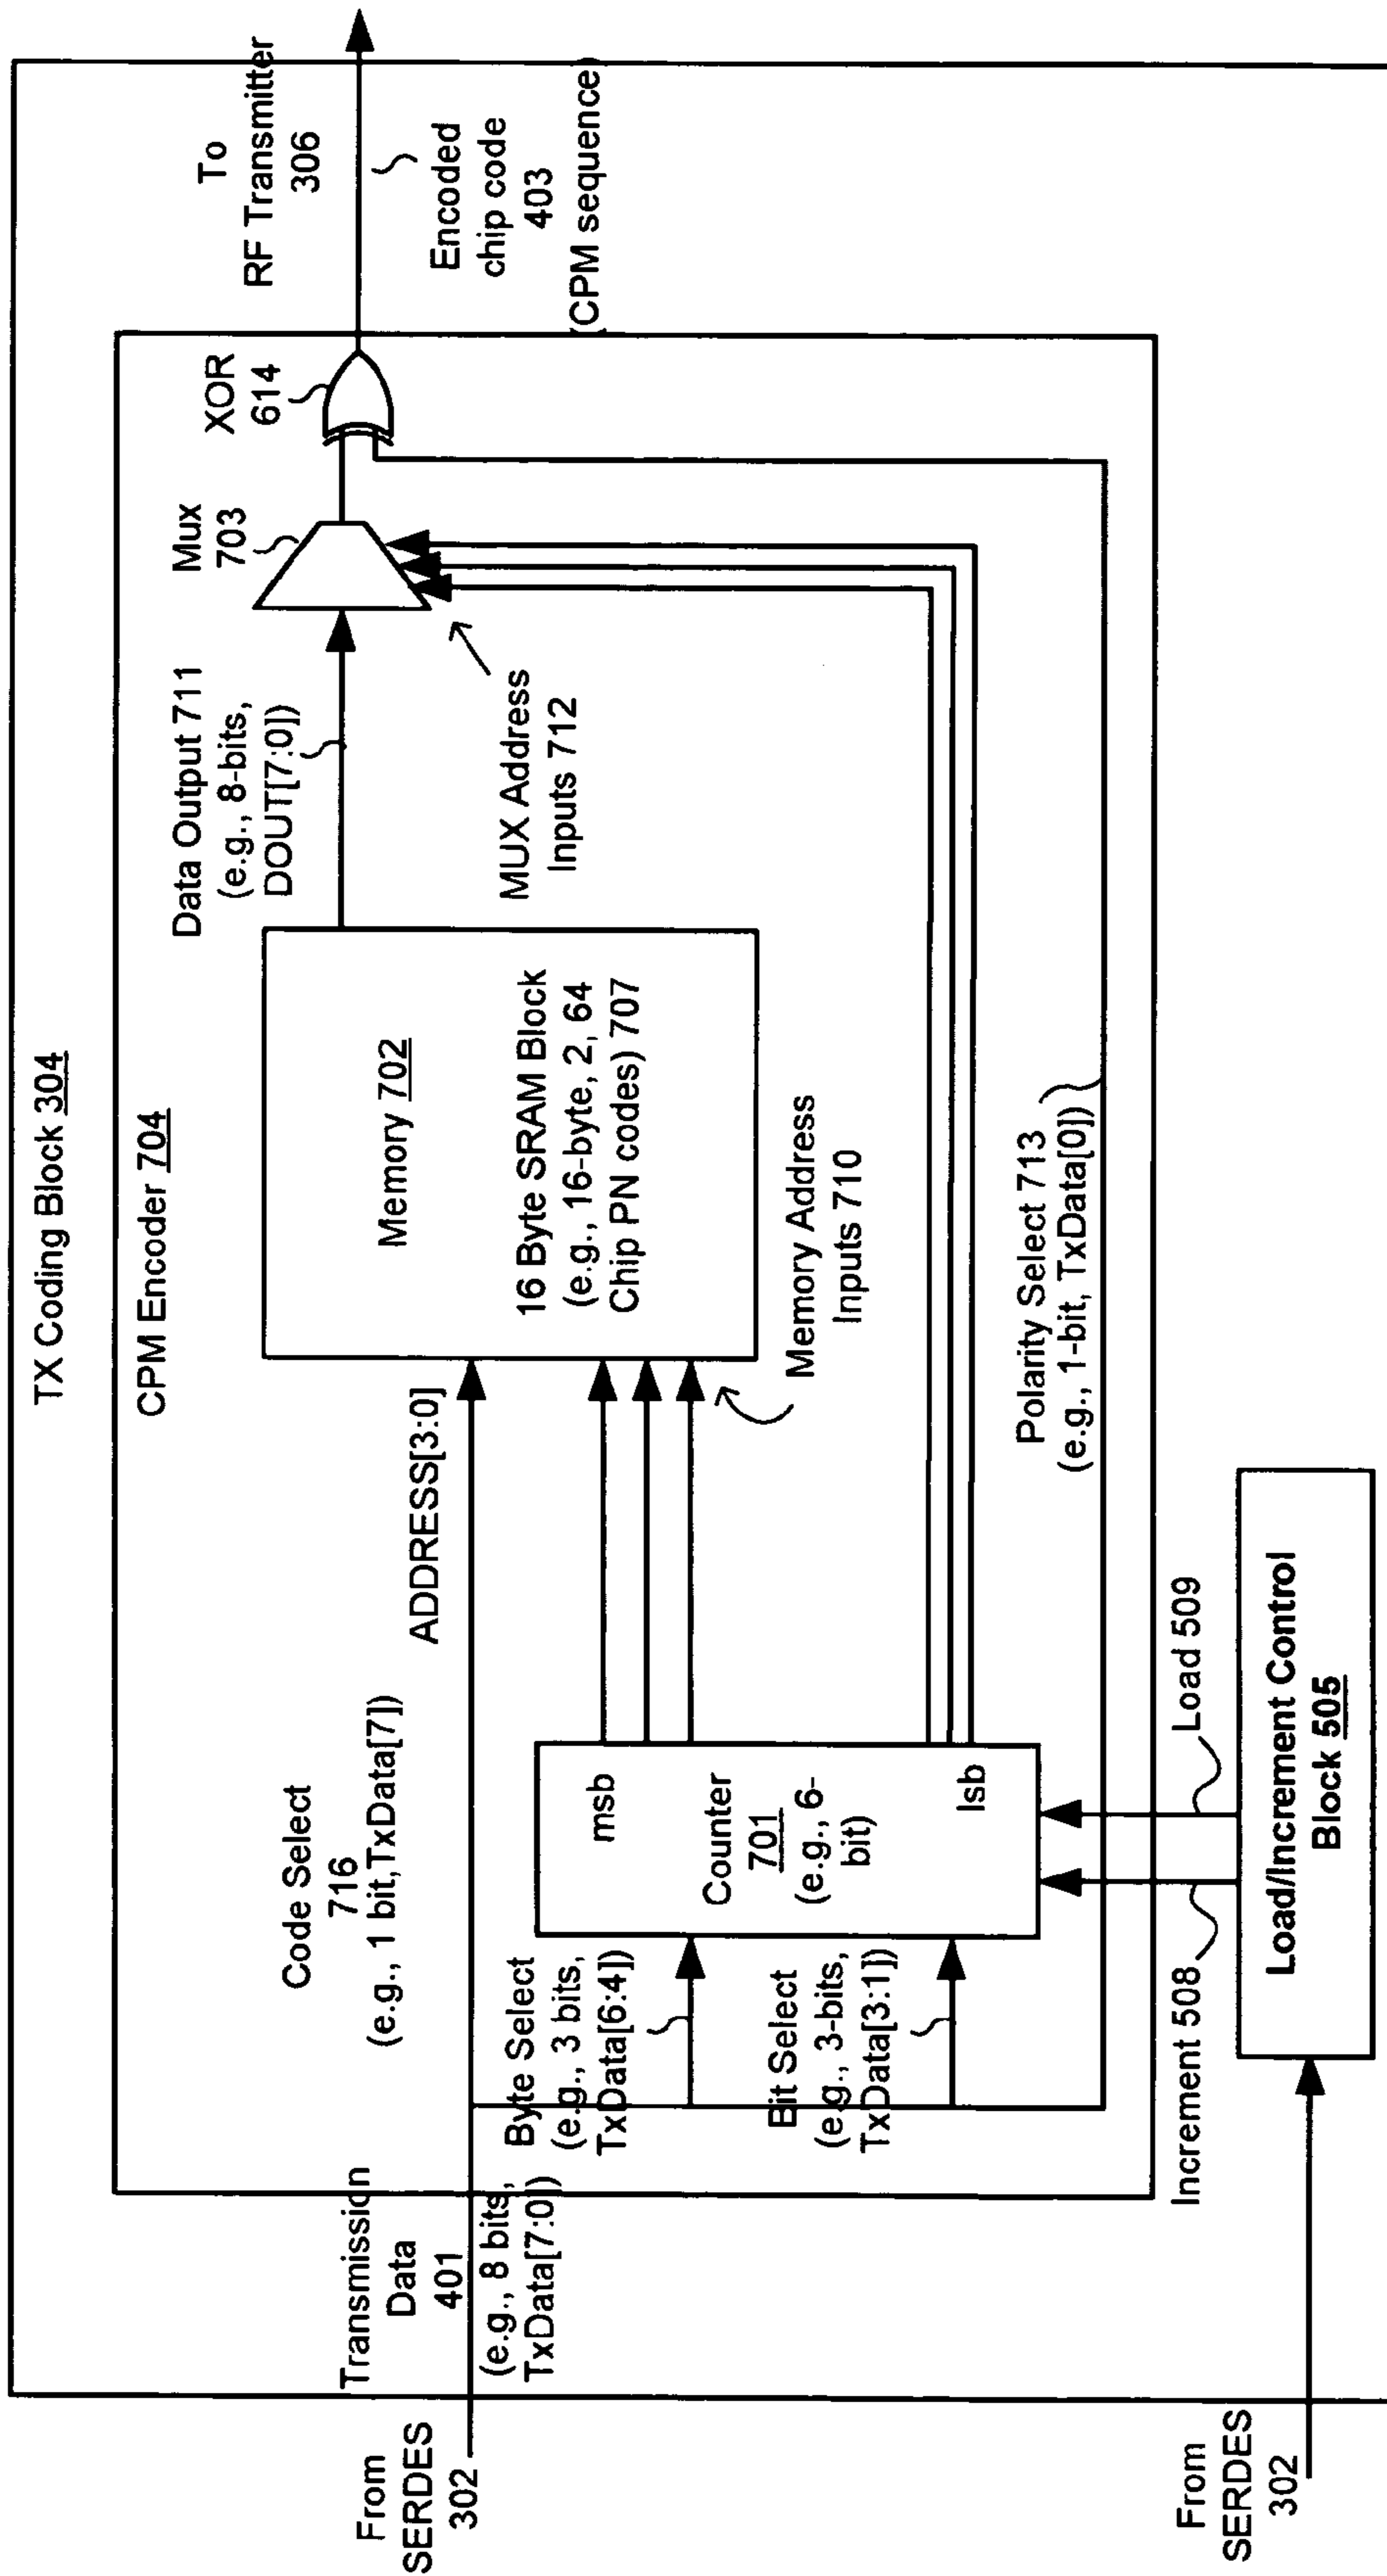 TX Coding Block 304
CPM Encoder 704
From
SERDES
302
Transmission
Data
401
(e.g., 8 bits,
TxData[7:0])
Code Select
716
(e.g., 1 bit,TxData[7])
ADDRESS[3:0]
Byte Select
(e.g., 3 bits,
TxData[6:4])
Bit Select
(e.g., 3-bits,
TxData[3:1])
msb
Counter
701
(e.g., 6-
bit)
lsb
Memory 702
16 Byte SRAM Block
(e.g., 16-byte, 2, 64
Chip PN codes) 707
Memory Address
Inputs 710
Data Output 711
(e.g., 8-bits,
DOUT[7:0])
MUX Address
Inputs 712
Mux
703
XOR
614
To
RF Transmitter
306
Encoded
chip code
403
(CPM sequence)
Polarity Select 713
(e.g., 1-bit, TxData[0])
Increment 508
Load 509
Load/Increment Control
Block 505
From
SERDES
302